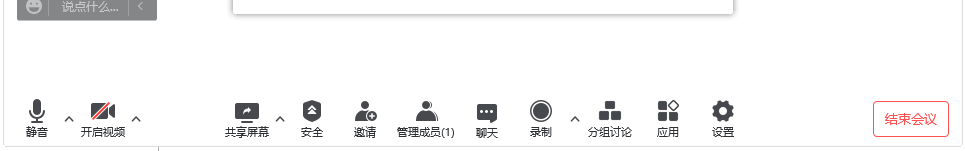 说点什么...
静音
开启视频
共享屏幕
安全
邀请
管理成员(1)
聊天
录制
分组讨论
应用
设置
结束会议